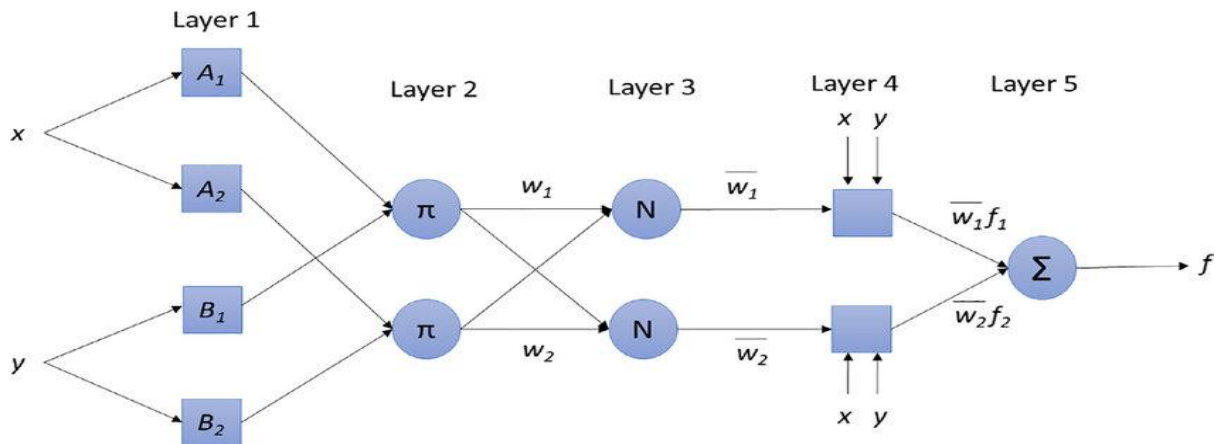 Layer 1
A₁
Layer 2
Layer 3
Layer 4
Layer 5
x y
x
A₂
w₁
w̅₁
π
N
w̅₁f₁
Σ
f
B₁
w̅₂f₂
π
N
w₂
w̅₂
y
x y
B₂